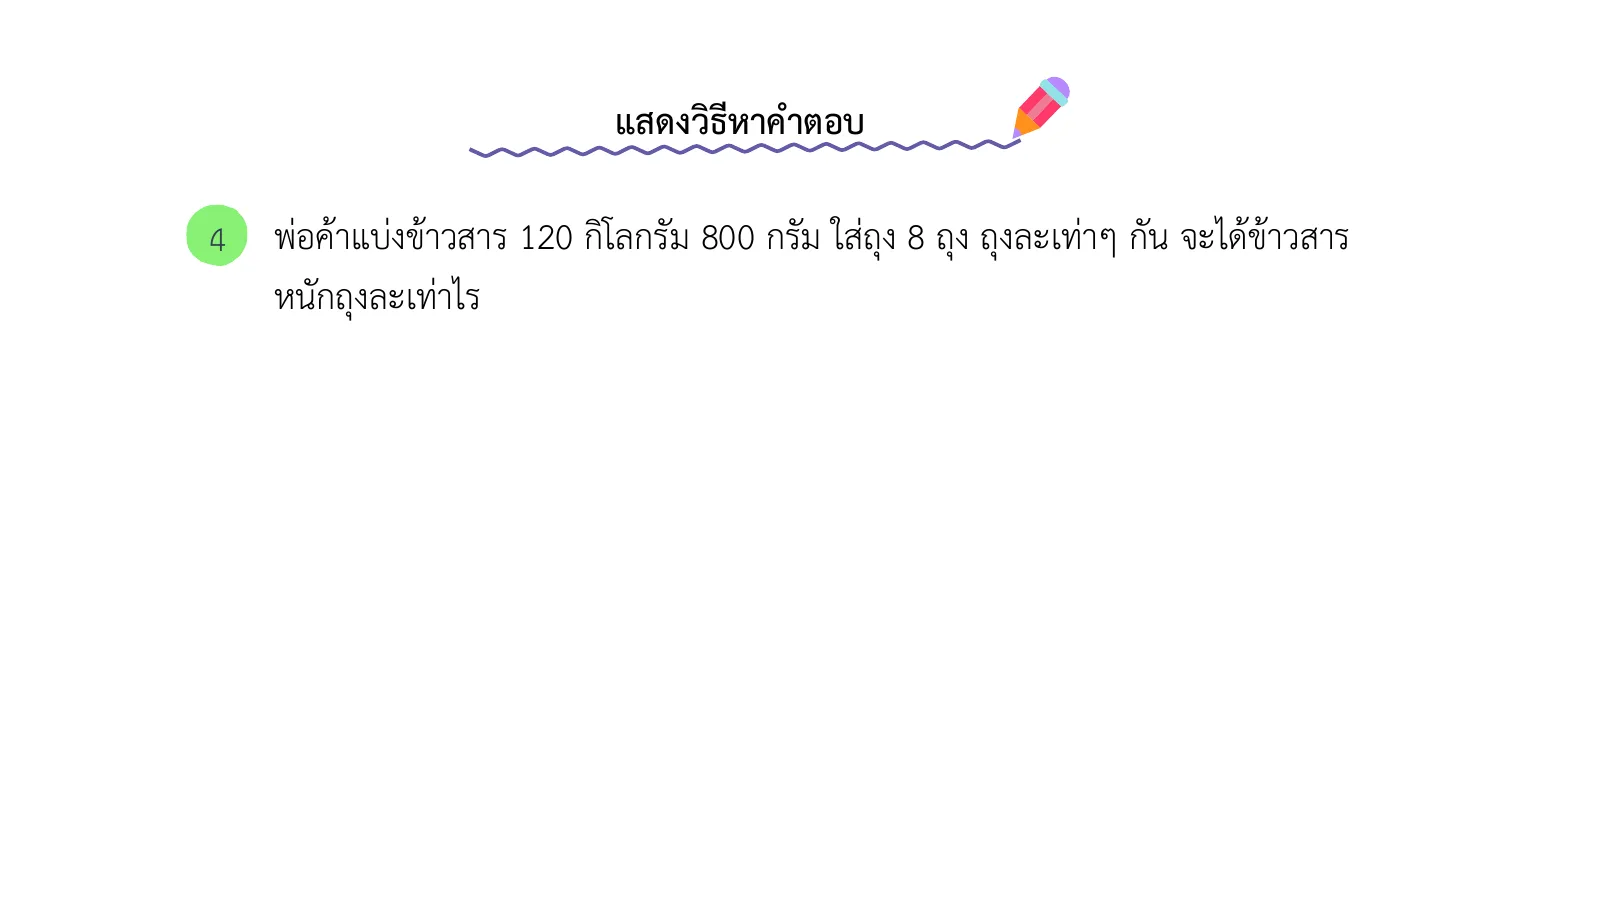 แสดงวิธีหาคำตอบ
4 พ่อค้าแบ่งข้าวสาร 120 กิโลกรัม 800 กรัม ใส่ถุง 8 ถุง ถุงละเท่าๆ กัน จะได้ข้าวสาร
หนักถุงละเท่าไร